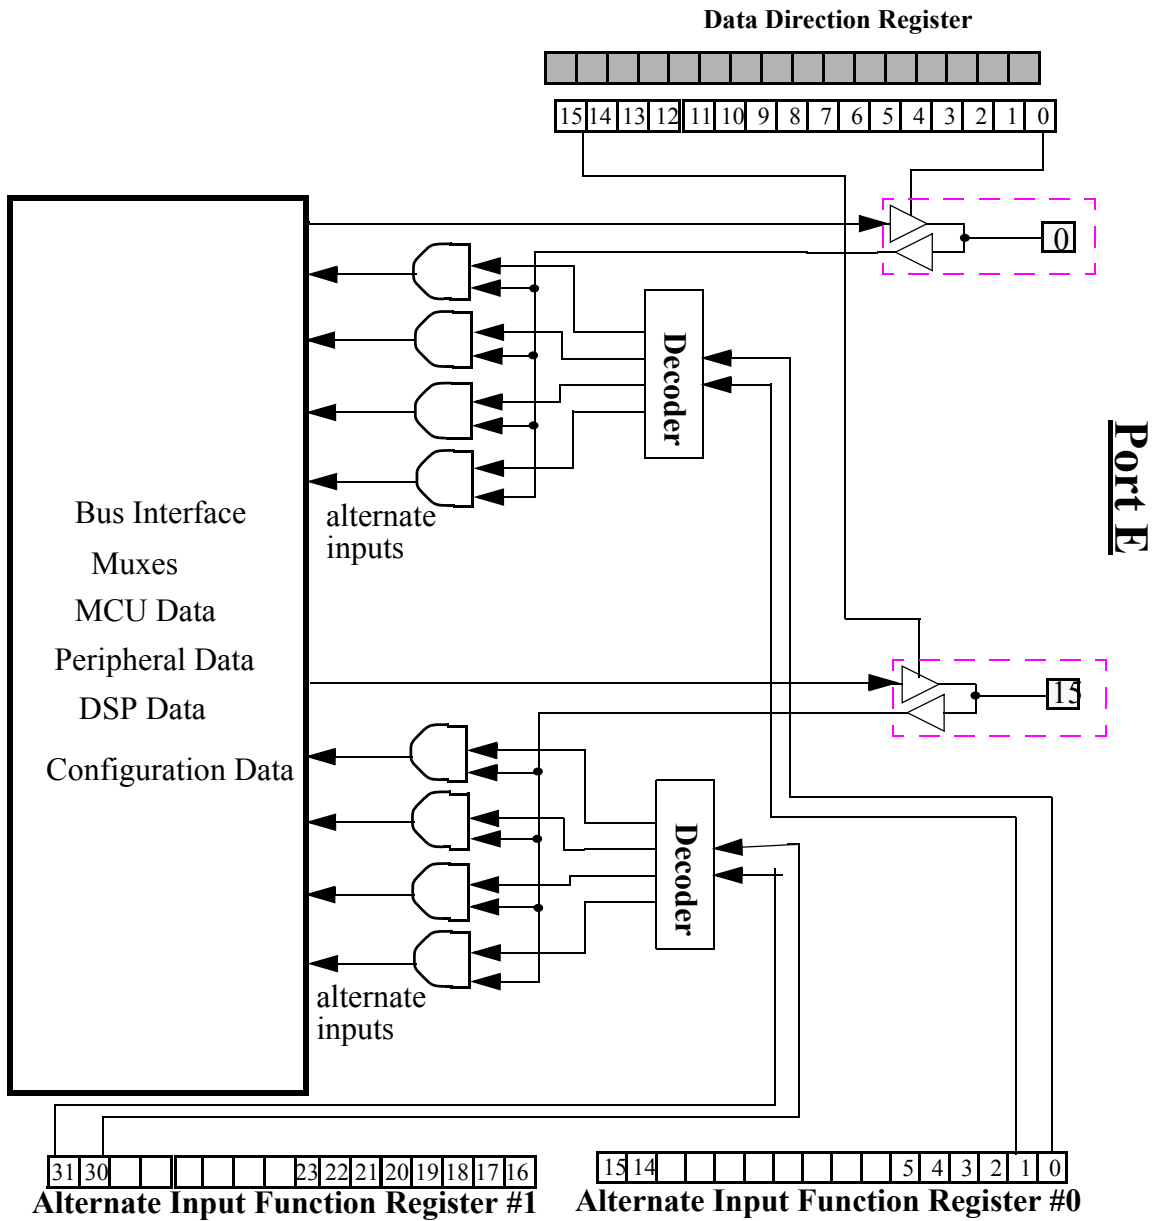 Data Direction Register
15 14 13 12 11 10 9 8 7 6 5 4 3 2 1 0
0
Decoder
Port E
alternate
inputs
Bus Interface
Muxes
MCU Data
Peripheral Data
DSP Data
Configuration Data
15
Decoder
alternate
inputs
31 30 23 22 21 20 19 18 17 16
Alternate Input Function Register #1
15 14 5 4 3 2 1 0
Alternate Input Function Register #0